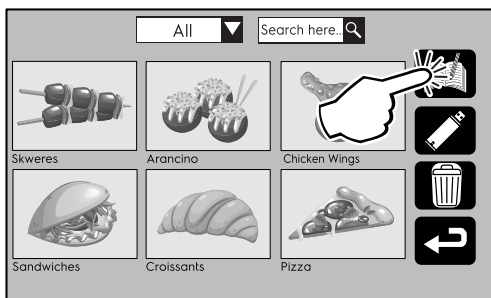 All
Search here..
Skweres
Arancino
Chicken Wings
Sandwiches
Croissants
Pizza